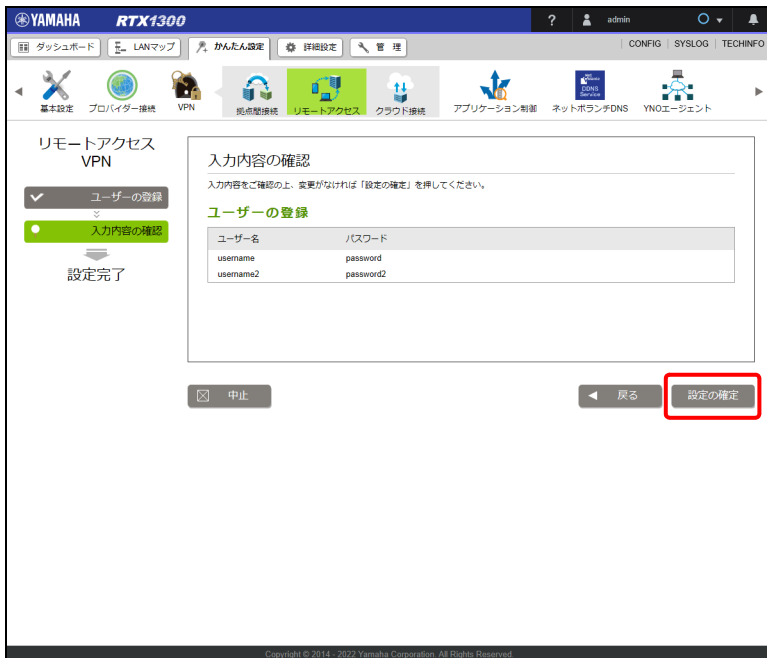 YAMAHA RTX1300 ? admin
ダッシュボード LANマップ かんたん設定 詳細設定 管 理 CONFIG SYSLOG TECHINFO
基本設定 プロバイダー接続 VPN 拠点間接続 リモートアクセス クラウド接続 アプリケーション制御 DDNS Service ネットボランチDNS YNOエージェント
リモートアクセス
VPN
ユーザーの登録
入力内容の確認
設定完了
入力内容の確認
入力内容をご確認の上、変更がなければ「設定の確定」を押してください。
ユーザーの登録
ユーザー名 パスワード
username password
username2 password2
中止 戻る 設定の確定
Copyright © 2014 - 2022 Yamaha Corporation. All Rights Reserved.